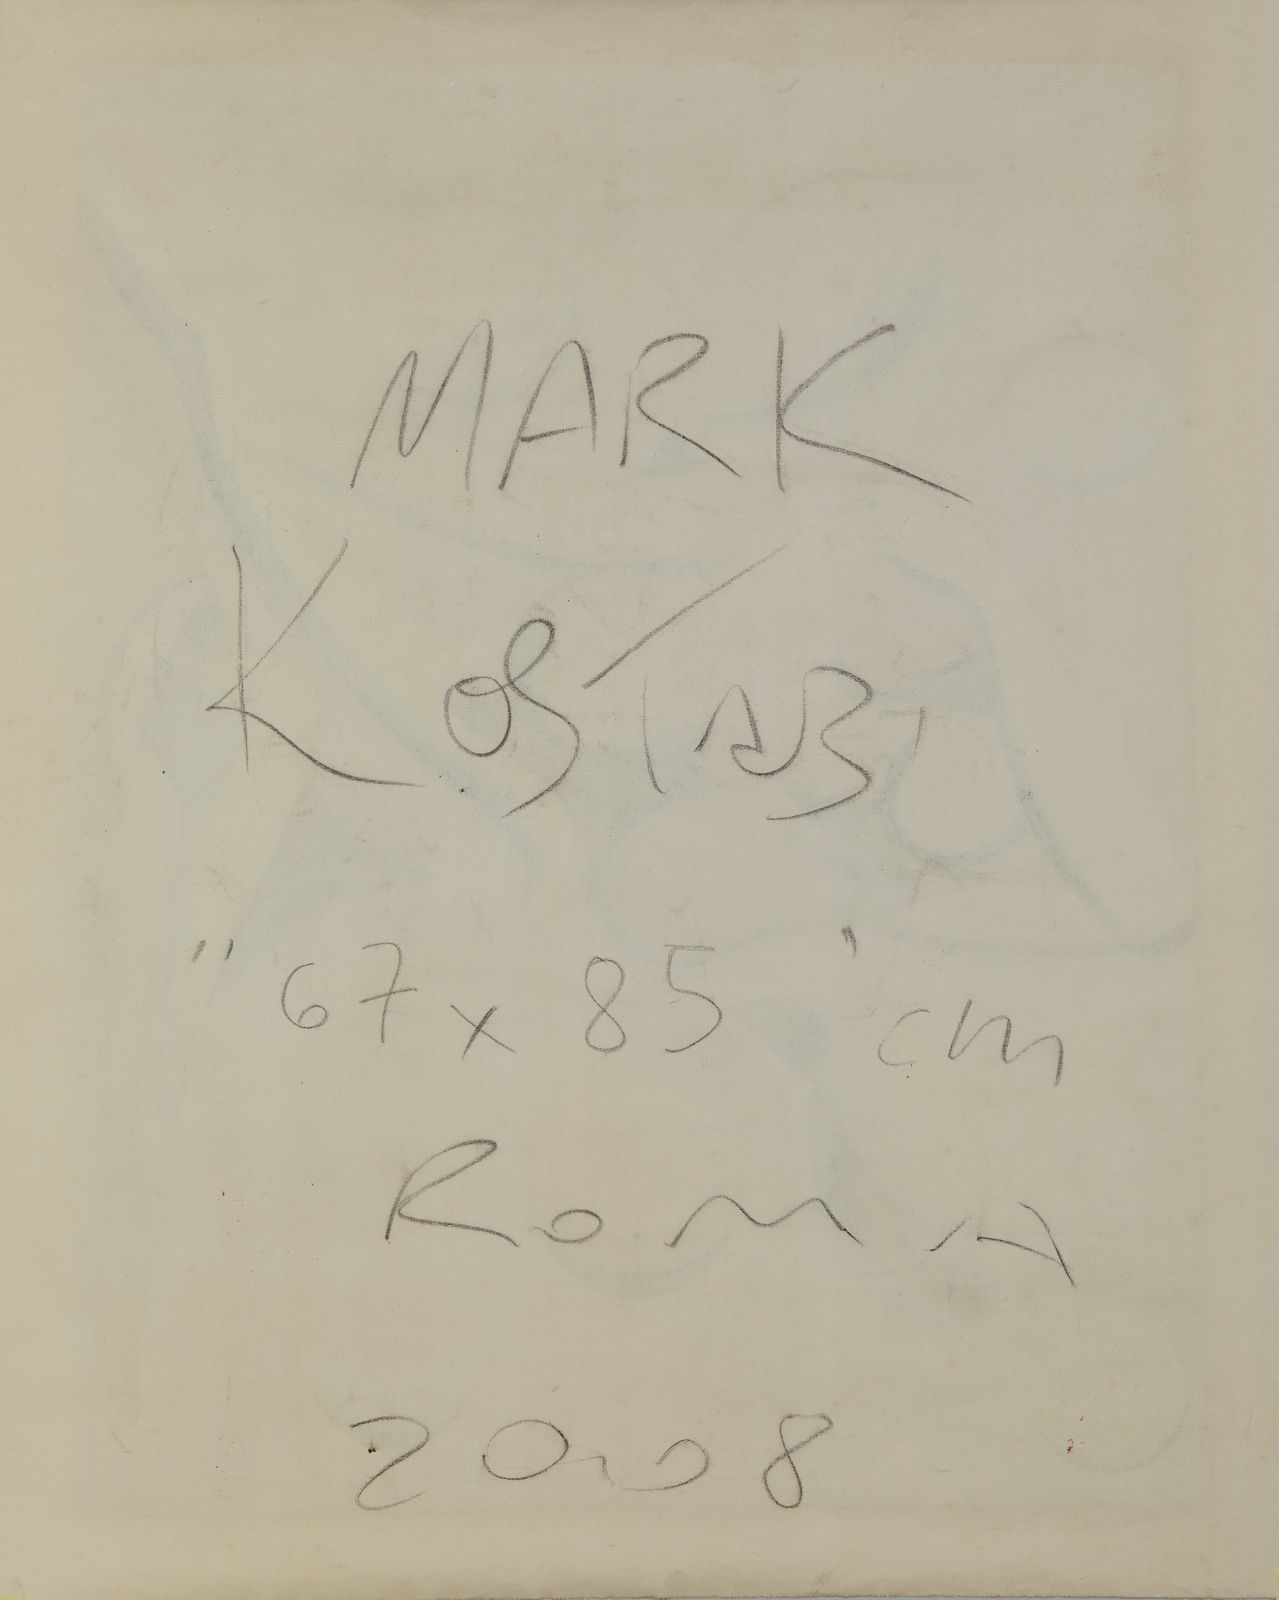 MARK
KOSTABI
" 67 x 85 " cm
ROMA
2008